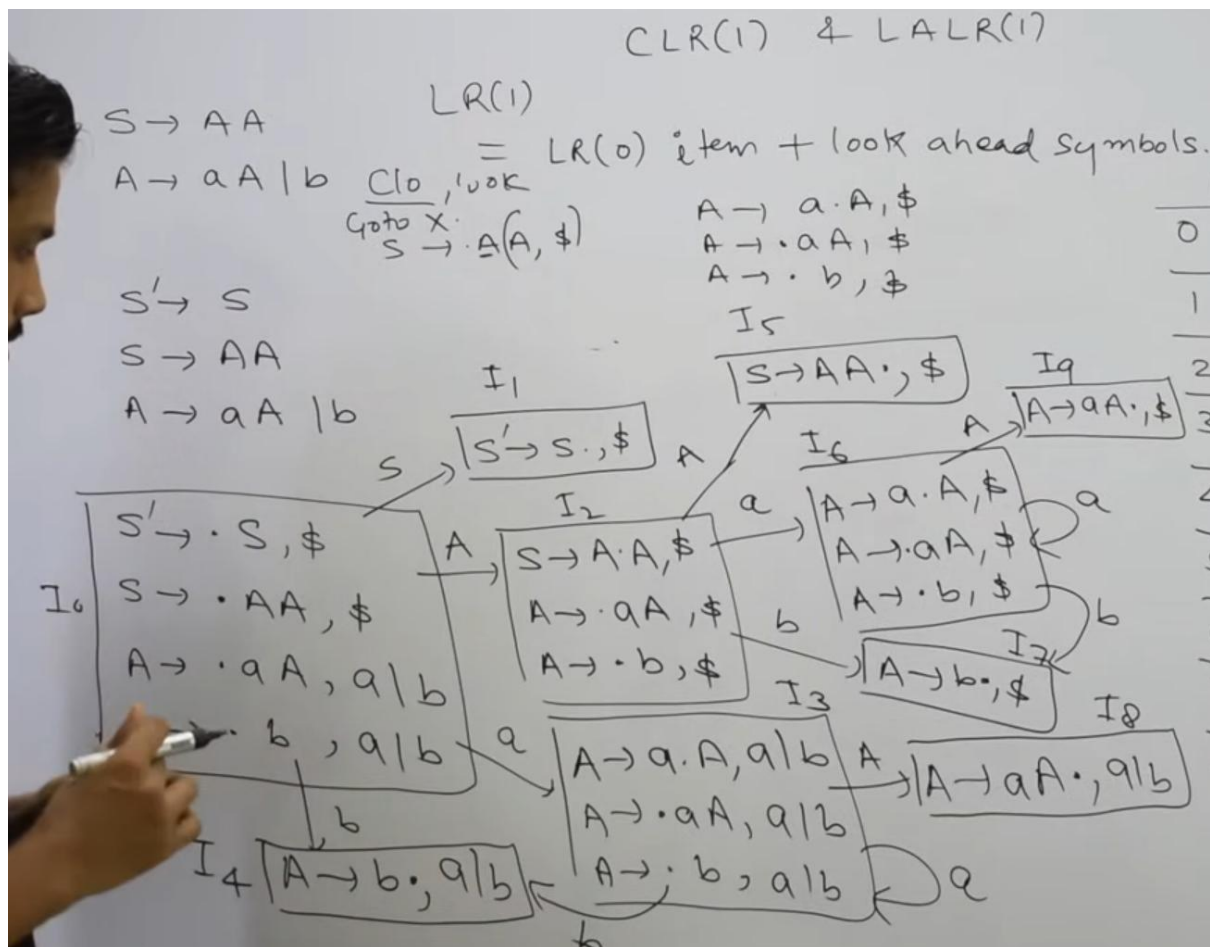 CLR(1) & LALR(1)
LR(1)
= LR(0) item + look ahead symbols.
S → AA
A → aA | b
Clo
Goto X.
S → .A(A, $)
A → a.A, $
A → .aA, $
A → .b, $
S' → S
S → AA
A → aA | b
0
1
2
3
I0
S' → .S, $
S → .AA, $
A → .aA, a|b
. b, a|b
S
I1
S' → S., $
A
I2
S → A.A, $
A → .aA, $
A → .b, $
A
I5
S → AA., $
a
I6
A → a.A, $
A → .aA, $
A → .b, $
a
A
I9
A → aA., $
b
b
I7
A → b., $
a
I3
A → a.A, a|b
A → .aA, a|b
A → .b, a|b
a
A
I8
A → aA., a|b
b
I4
A → b., a|b
b